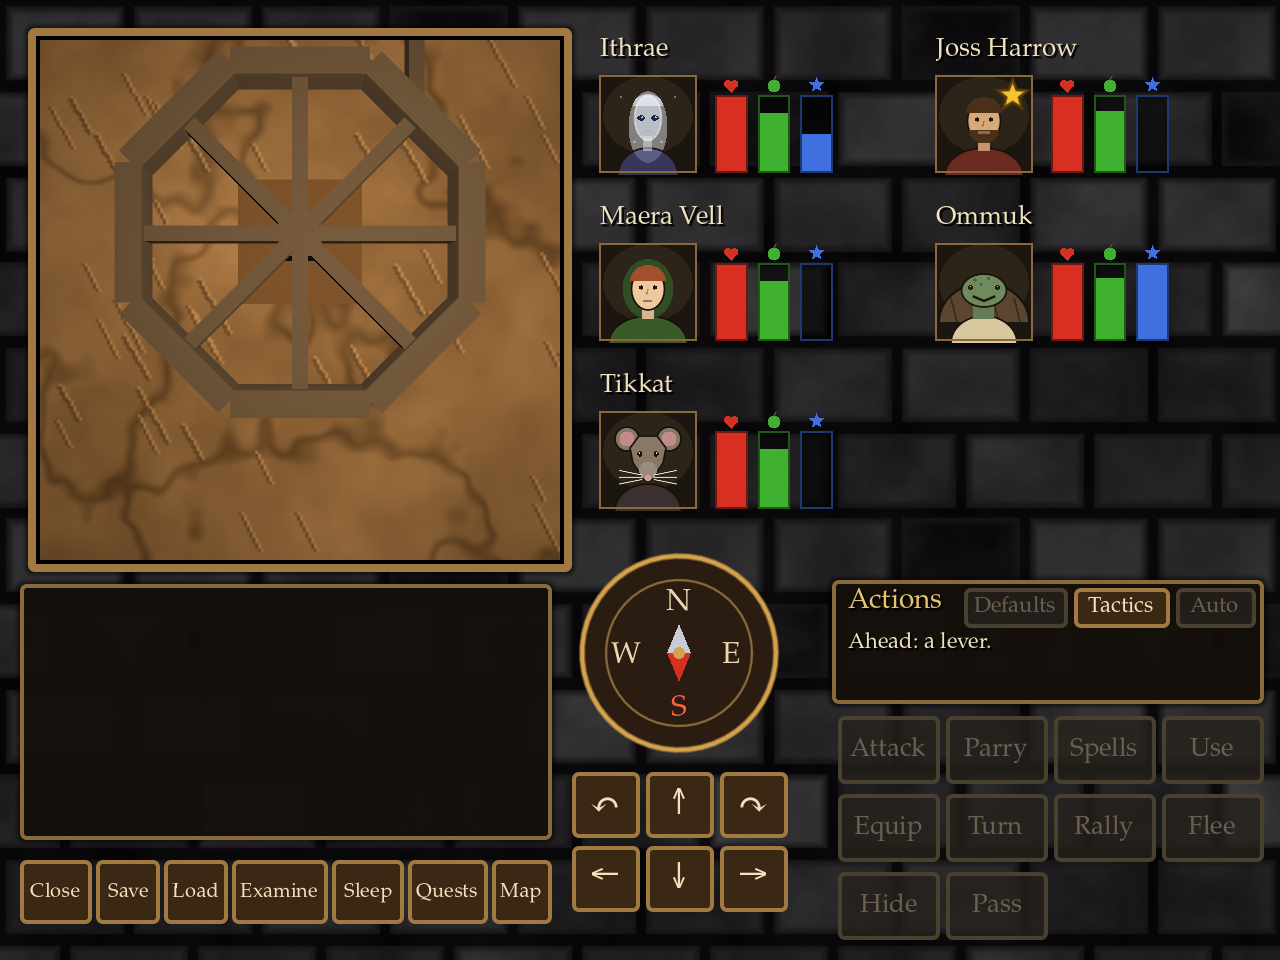 Ithrae
Joss Harrow
Maera Vell
Ommuk
Tikkat
N
W E
S
Actions Defaults Tactics Auto
Ahead: a lever.
Attack Parry Spells Use
Equip Turn Rally Flee
Hide Pass
Close Save Load Examine Sleep Quests Map